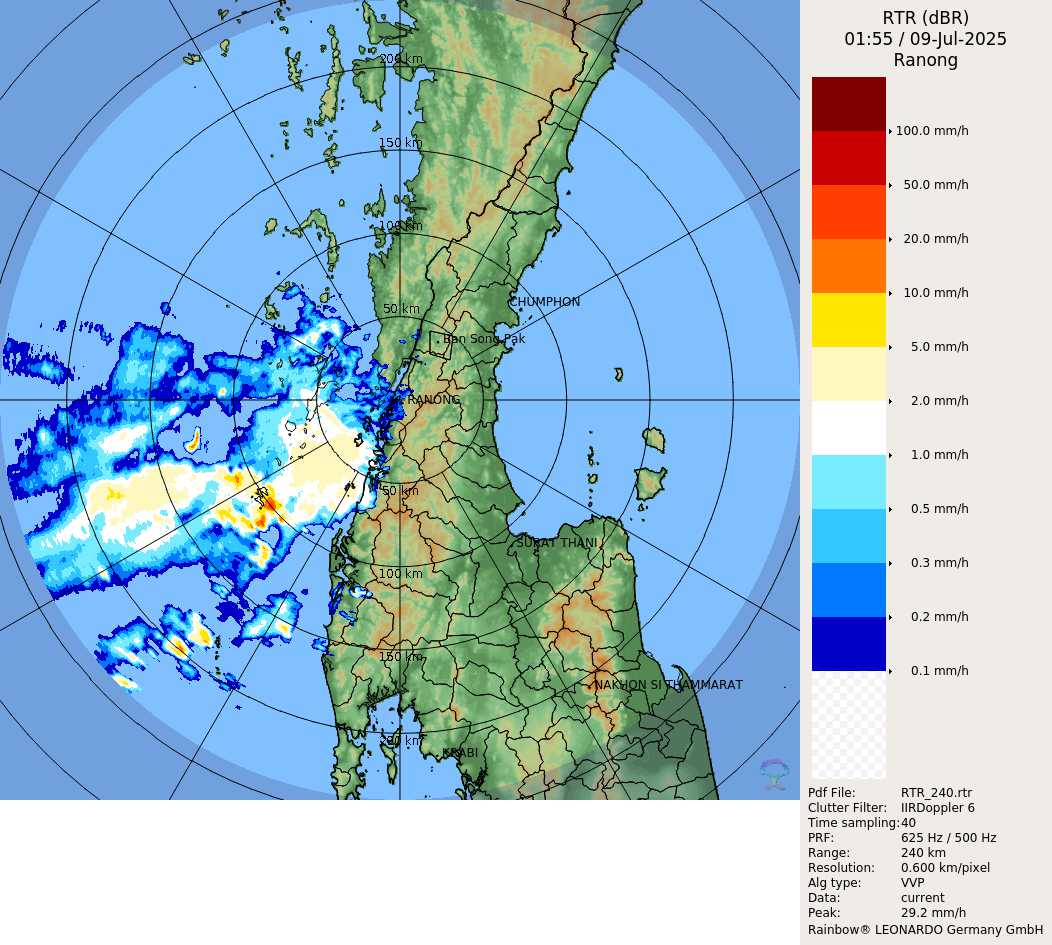 RTR (dBR)
01:55 / 09-Jul-2025
Ranong
200 km
150 km
100 km
50 km
CHUMPHON
Ban Song Pak
RANONG
50 km
SURAT THANI
100 km
150 km
NAKHON SI THAMMARAT
200 km
KRABI
100.0 mm/h
50.0 mm/h
20.0 mm/h
10.0 mm/h
5.0 mm/h
2.0 mm/h
1.0 mm/h
0.5 mm/h
0.3 mm/h
0.2 mm/h
0.1 mm/h
Pdf File: RTR_240.rtr
Clutter Filter: IIRDoppler 6
Time sampling:40
PRF: 625 Hz / 500 Hz
Range: 240 km
Resolution: 0.600 km/pixel
Alg type: VVP
Data: current
Peak: 29.2 mm/h
Rainbow® LEONARDO Germany GmbH